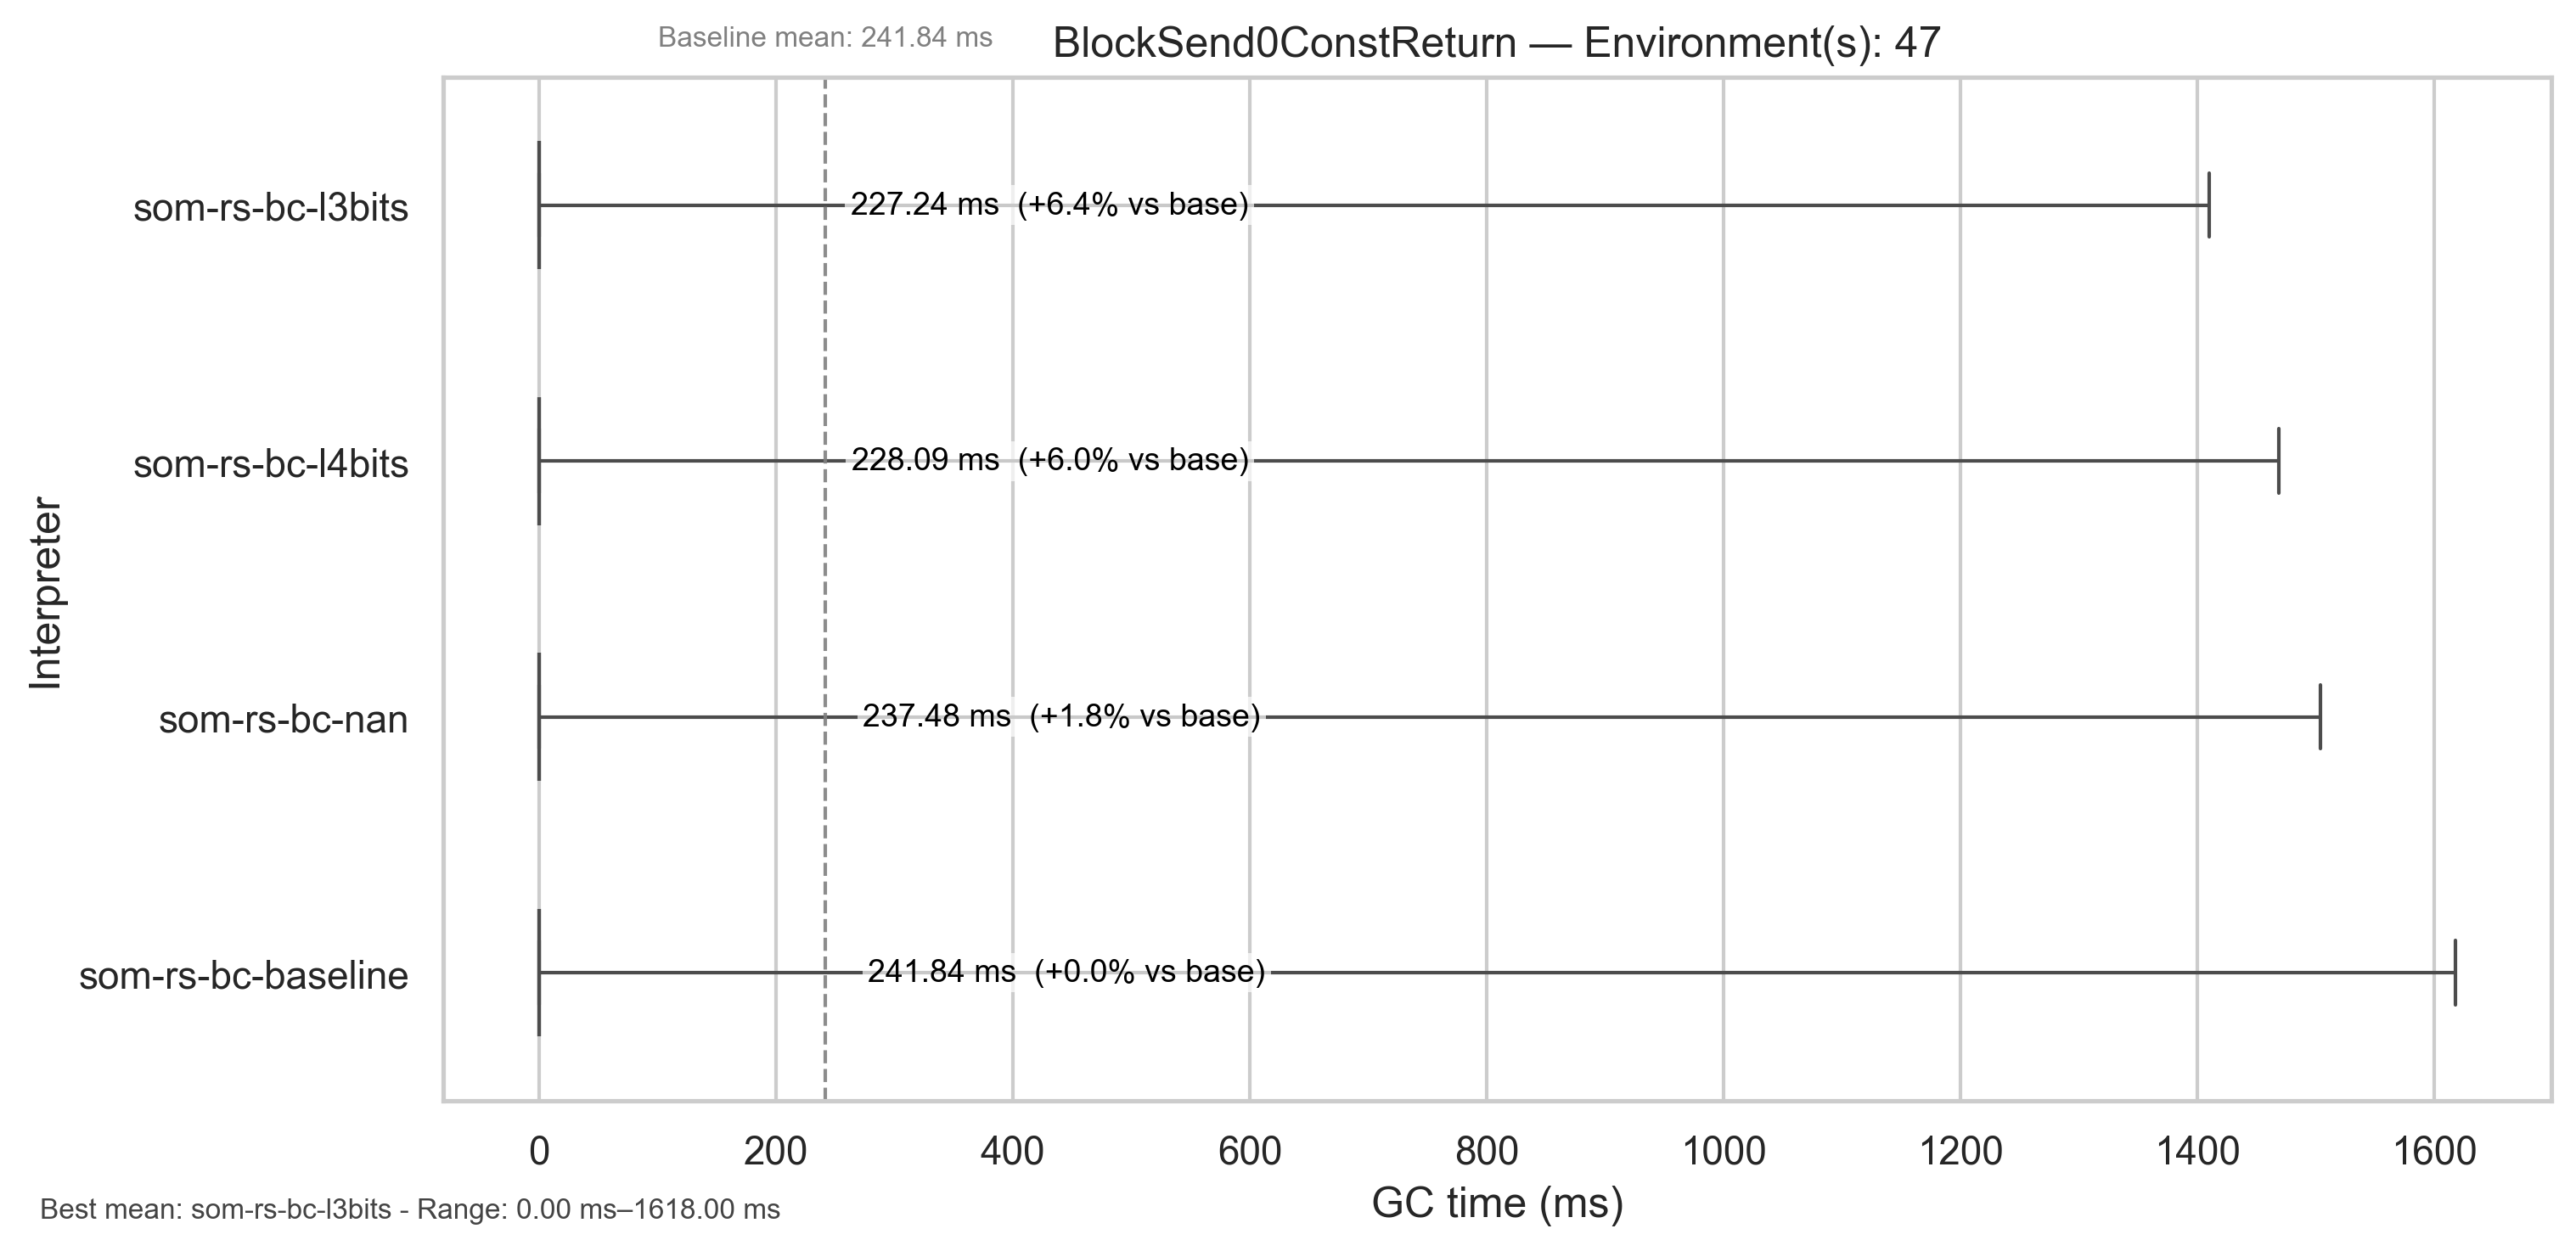 Baseline mean: 241.84 ms
BlockSend0ConstReturn — Environment(s): 47
Interpreter
som-rs-bc-l3bits
227.24 ms (+6.4% vs base)
som-rs-bc-l4bits
228.09 ms (+6.0% vs base)
som-rs-bc-nan
237.48 ms (+1.8% vs base)
som-rs-bc-baseline
241.84 ms (+0.0% vs base)
0 200 400 600 800 1000 1200 1400 1600
GC time (ms)
Best mean: som-rs-bc-l3bits - Range: 0.00 ms–1618.00 ms